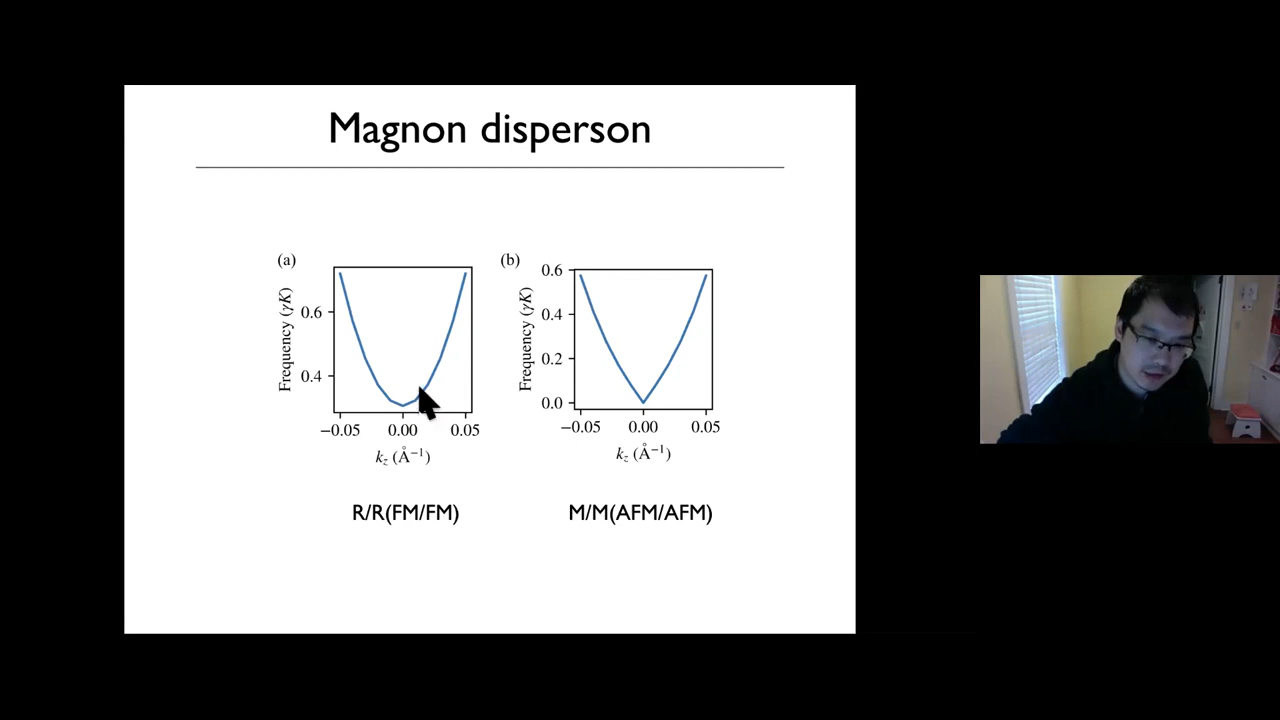 Magnon disperson
(a)
Frequency (γK)
0.6
0.4
−0.05 0.00 0.05
k_z (Å⁻¹)
R/R(FM/FM)
(b)
Frequency (γK)
0.6
0.4
0.2
0.0
−0.05 0.00 0.05
k_z (Å⁻¹)
M/M(AFM/AFM)